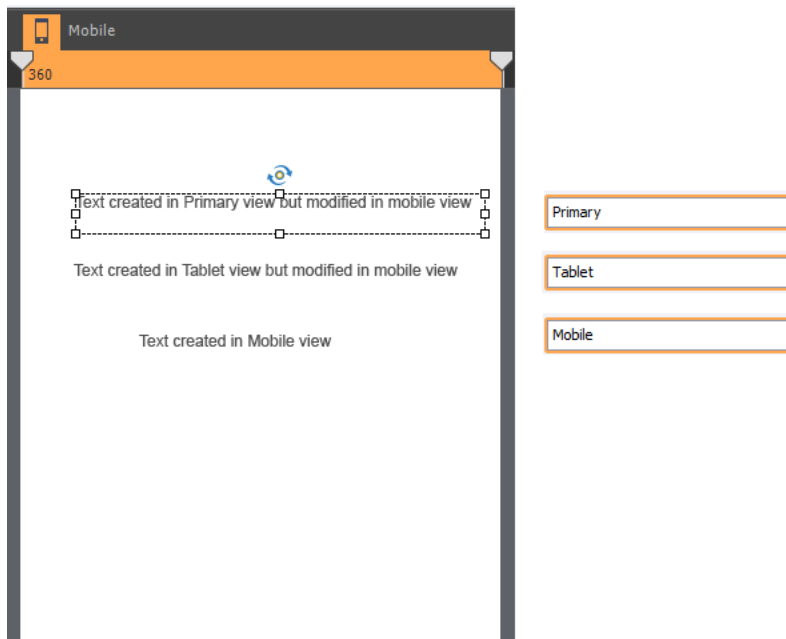 Mobile
360
Text created in Primary view but modified in mobile view
Primary
Text created in Tablet view but modified in mobile view
Tablet
Text created in Mobile view
Mobile